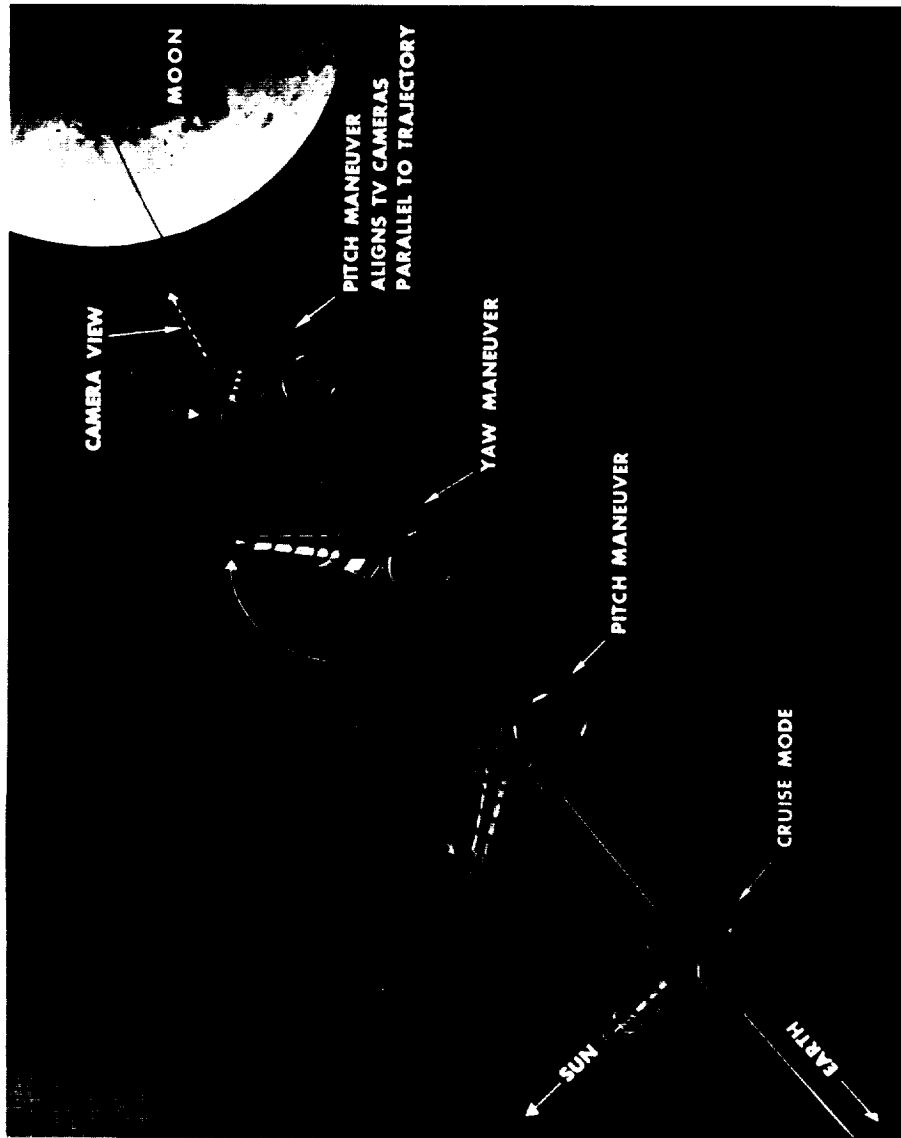 MOON
CAMERA VIEW
PITCH MANEUVER
ALIGNS TV CAMERAS
PARALLEL TO TRAJECTORY
YAW MANEUVER
PITCH MANEUVER
CRUISE MODE
SUN
EARTH